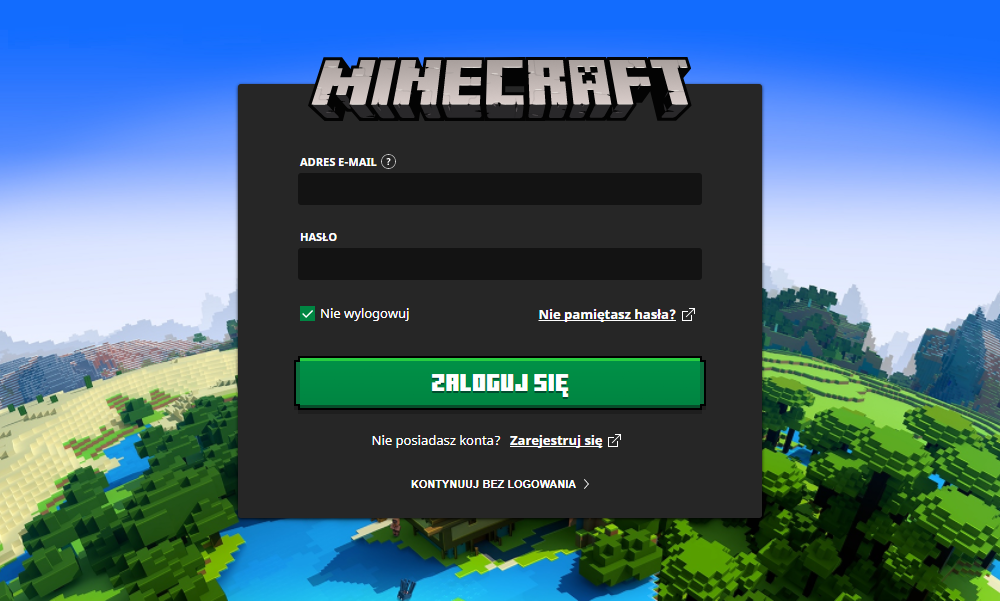 MINECRAFT
ADRES E-MAIL ?
HASŁO
Nie wylogowuj
Nie pamiętasz hasła?
ZALOGUJ SIĘ
Nie posiadasz konta? Zarejestruj się
KONTYNUUJ BEZ LOGOWANIA